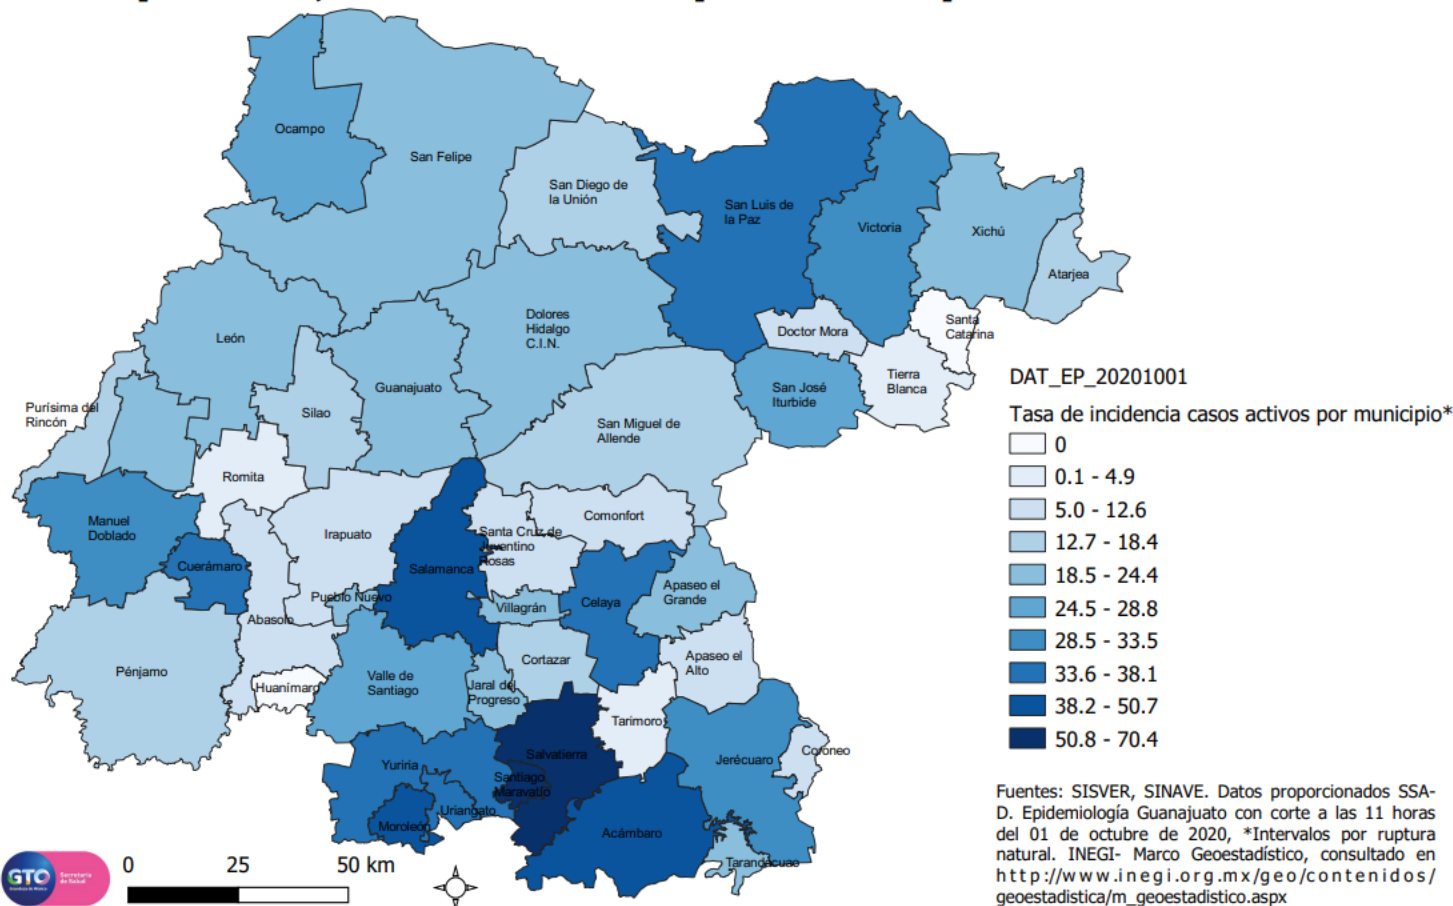 Ocampo
San Felipe
San Diego de
la Unión
San Luis de
la Paz
Victoria
Xichú
Atarjea
León
Dolores
Hidalgo
C.I.N.
Doctor Mora
Santa
Catarina
Guanajuato
San José
Iturbide
Tierra
Blanca
Purísima del
Rincón
Silao
San Miguel de
Allende
Romita
Manuel
Doblado
Irapuato
Santa Cruz de
Juventino
Rosas
Comonfort
Cuerámaro
Salamanca
Pueblo Nuevo
Villagrán
Celaya
Apaseo el
Grande
Abasolo
Pénjamo
Huanímaro
Valle de
Santiago
Jaral del
Progreso
Cortazar
Apaseo el
Alto
Tarimoro
Yuriria
Salvatierra
Santiago
Maravatío
Jerécuaro
Coroneo
Moroleón
Uriangato
Acámbaro
Tarandacuao
DAT_EP_20201001
Tasa de incidencia casos activos por municipio*
0
0.1 - 4.9
5.0 - 12.6
12.7 - 18.4
18.5 - 24.4
24.5 - 28.8
28.5 - 33.5
33.6 - 38.1
38.2 - 50.7
50.8 - 70.4
Fuentes: SISVER, SINAVE. Datos proporcionados SSA-
D. Epidemiología Guanajuato con corte a las 11 horas
del 01 de octubre de 2020, *Intervalos por ruptura
natural. INEGI- Marco Geoestadístico, consultado en
http://www.inegi.org.mx/geo/contenidos/
geoestadistica/m_geoestadistico.aspx
GTO
Secretaría
de Salud
0 25 50 km